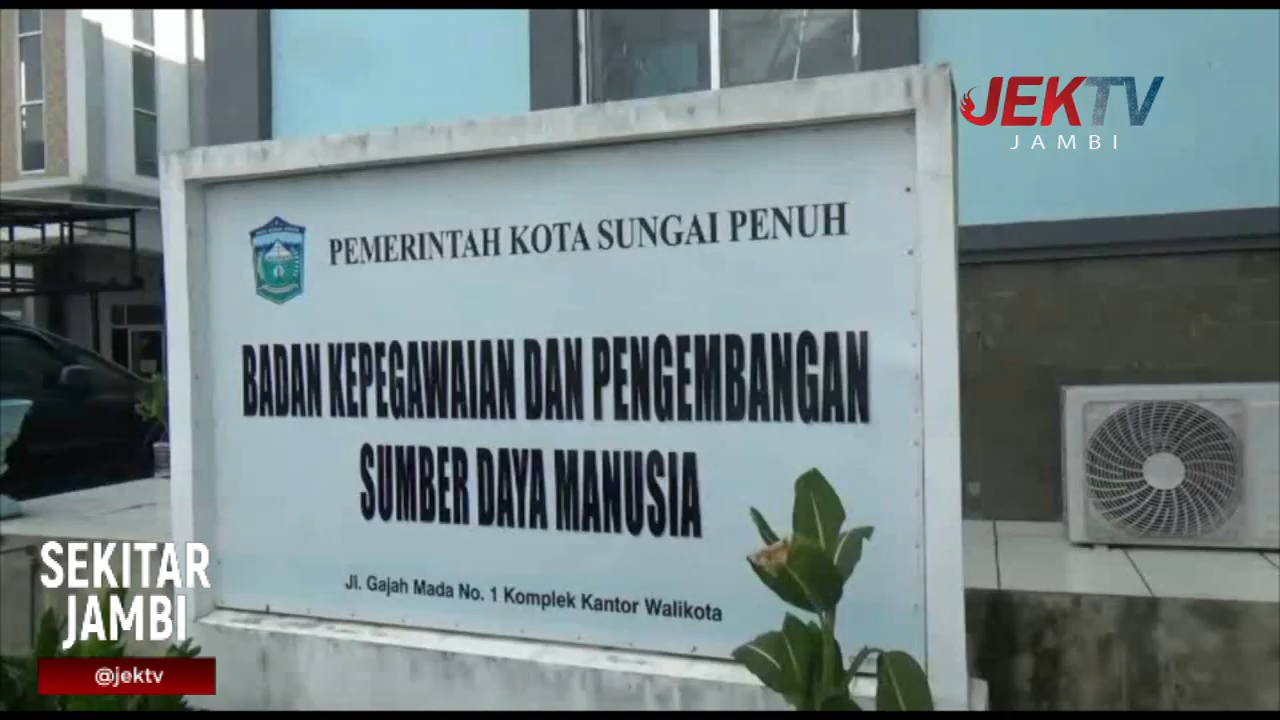 JEKTV
JAMBI
PEMERINTAH KOTA SUNGAI PENUH
BADAN KEPEGAWAIAN DAN PENGEMBANGAN
SUMBER DAYA MANUSIA
Jl. Gajah Mada No. 1 Komplek Kantor Walikota
SEKITAR
JAMBI
@jektv